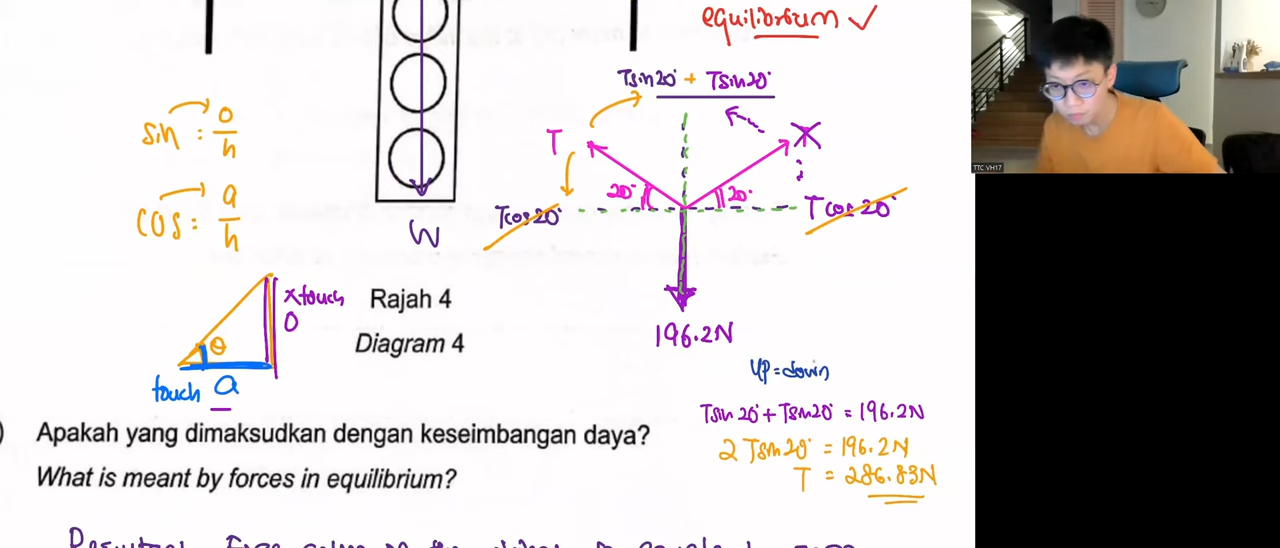 equilibrium ✓
Tsin20° + Tsin20°
sin : o/h
T
20°
20°
Tcos20°
Tcos20°
cos : a/h
W
196.2N
Rajah 4
Diagram 4
xtouch
O
θ
touch a
up = down
Tsin20° + Tsin20° = 196.2N
2Tsin20° = 196.2N
T = 286.83N
) Apakah yang dimaksudkan dengan keseimbangan daya?
What is meant by forces in equilibrium?
TTC VH17